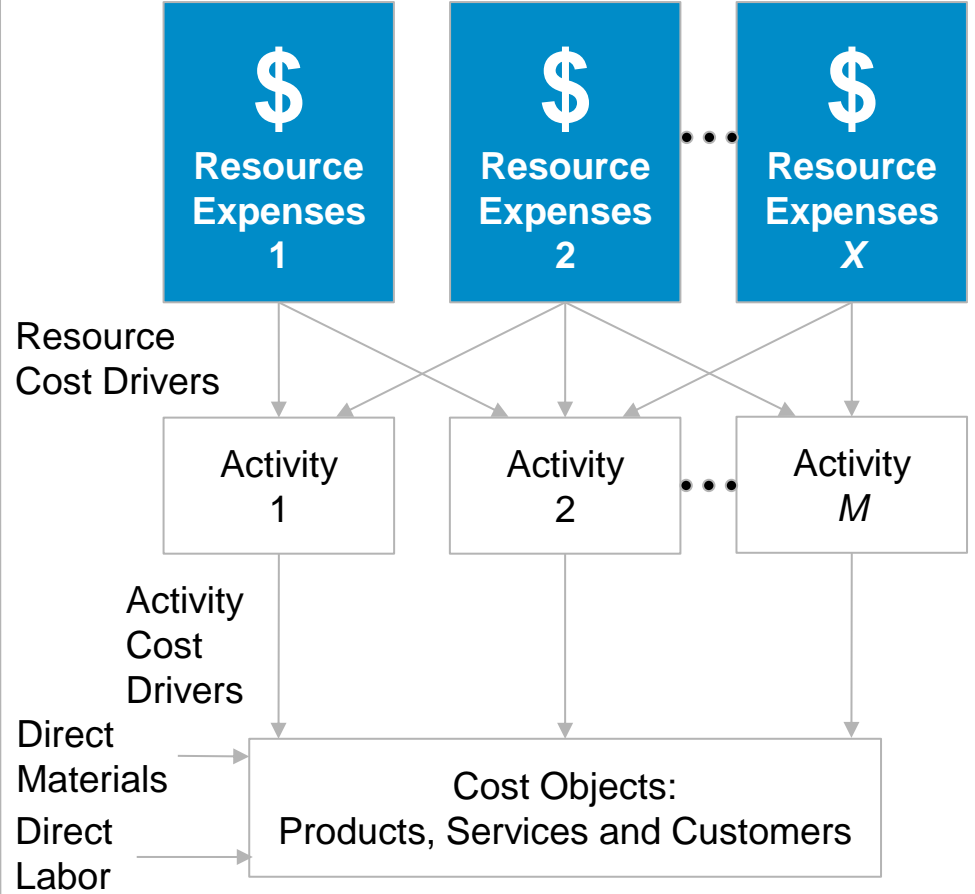 $
Resource
Expenses
1
$
Resource
Expenses
2
$
Resource
Expenses
X
Resource
Cost Drivers
Activity
1
Activity
2
Activity
M
Activity
Cost
Drivers
Direct
Materials
Direct
Labor
Cost Objects:
Products, Services and Customers